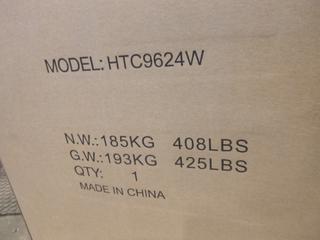 MODEL: HTC9624W
N.W.: 185KG 408LBS
G.W.: 193KG 425LBS
QTY: 1
MADE IN CHINA